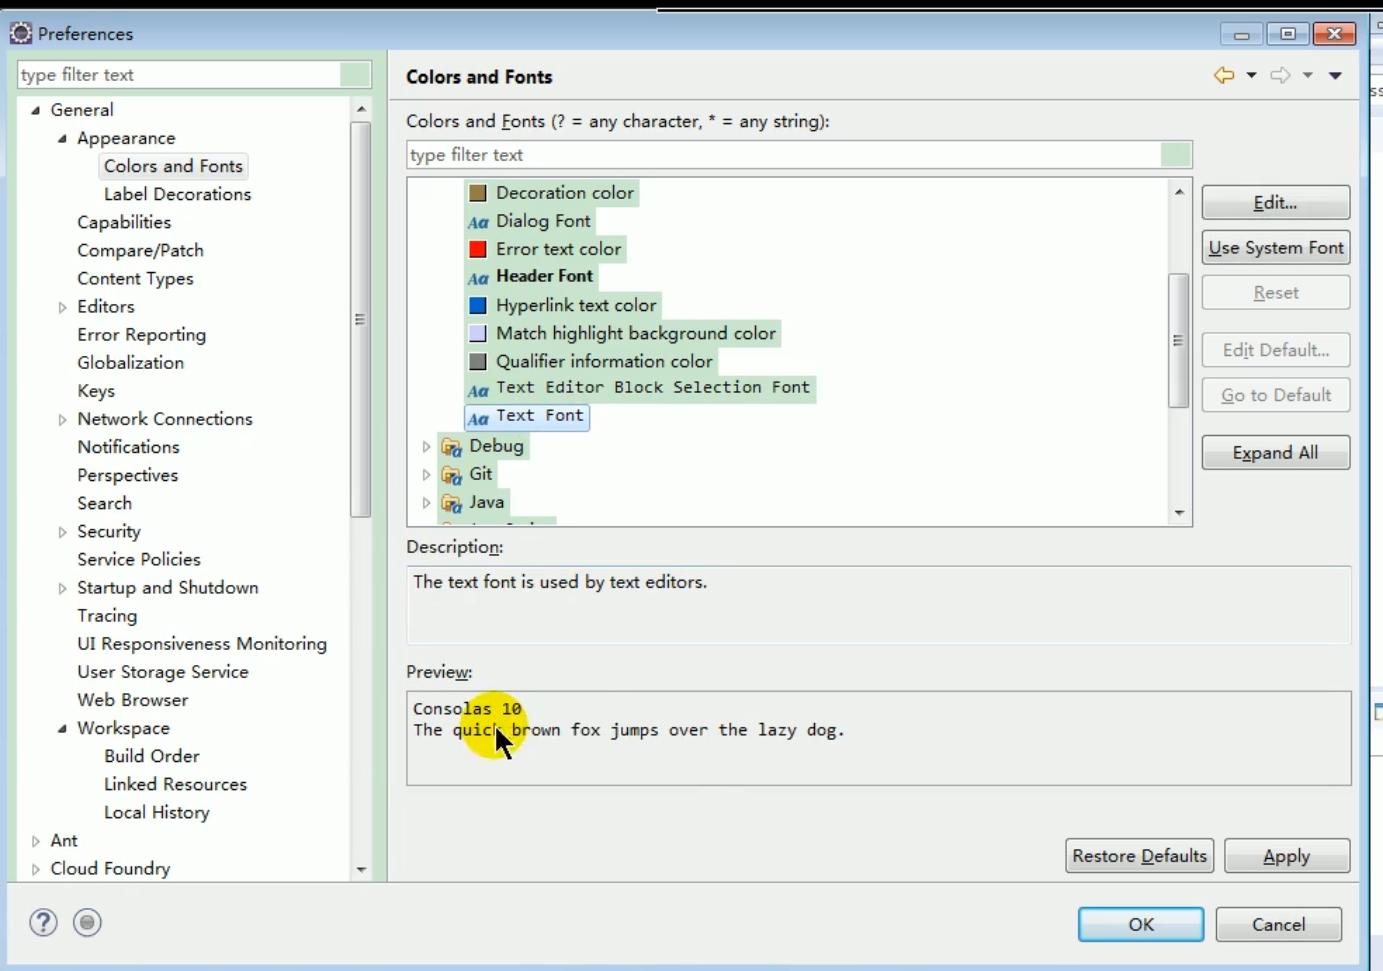 Preferences
type filter text
General
Appearance
Colors and Fonts
Label Decorations
Capabilities
Compare/Patch
Content Types
Editors
Error Reporting
Globalization
Keys
Network Connections
Notifications
Perspectives
Search
Security
Service Policies
Startup and Shutdown
Tracing
UI Responsiveness Monitoring
User Storage Service
Web Browser
Workspace
Build Order
Linked Resources
Local History
Ant
Cloud Foundry
Colors and Fonts
Colors and Fonts (? = any character, * = any string):
type filter text
Decoration color
Aa Dialog Font
Error text color
Aa Header Font
Hyperlink text color
Match highlight background color
Qualifier information color
Aa Text Editor Block Selection Font
Aa Text Font
Debug
Git
Java
Edit...
Use System Font
Reset
Edit Default...
Go to Default
Expand All
Description:
The text font is used by text editors.
Preview:
Consolas 10
The quick brown fox jumps over the lazy dog.
Restore Defaults
Apply
?
OK
Cancel